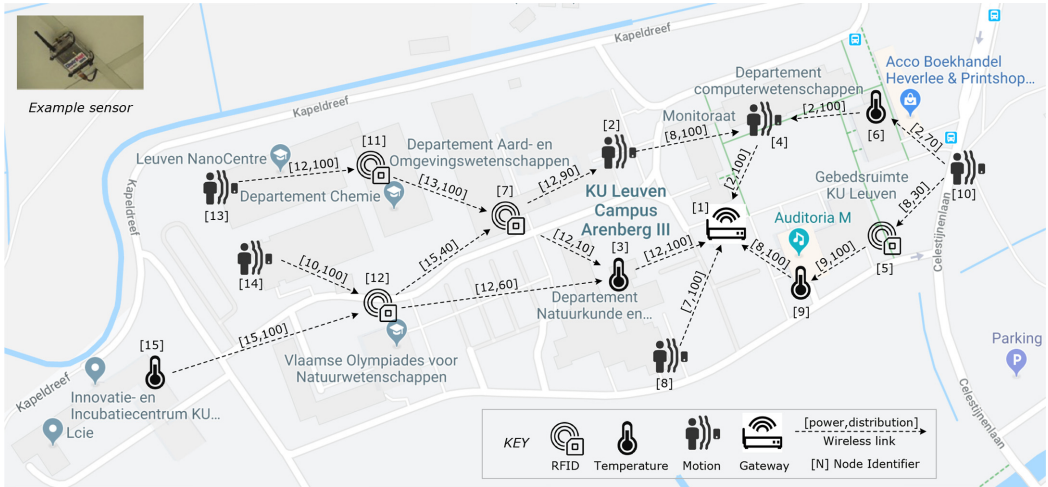 Example sensor
Kapeldreef
Kapeldreef
Kapeldreef
Kapeldreef
Acco Boekhandel
Heverlee & Printshop...
Departement
computerwetenschappen
Monitoraat
[2,100]
[6]
[4]
[8,100]
[2]
[2,70]
[10]
[11]
Departement Aard- en
Omgevingswetenschappen
Leuven NanoCentre
[12,100]
[13]
Departement Chemie
[13,100]
[7]
[12,90]
KU Leuven
Campus
Arenberg III
[2,100]
[1]
Gebedsruimte
KU Leuven
[8,30]
Auditoria M
[8,100]
[9,100]
[5]
[9]
[14]
[10,100]
[12]
[15,40]
[12,10]
[3]
[12,100]
[12,60]
Departement
Natuurkunde en...
[7,100]
[8]
[15]
[15,100]
Vlaamse Olympiades voor
Natuurwetenschappen
Innovatie- en
Incubatiecentrum KU...
Lcie
Celestijnenlaan
Celestijnenlaan
Parking
P
KEY
RFID
Temperature
Motion
Gateway
[power,distribution]
Wireless link
[N] Node Identifier